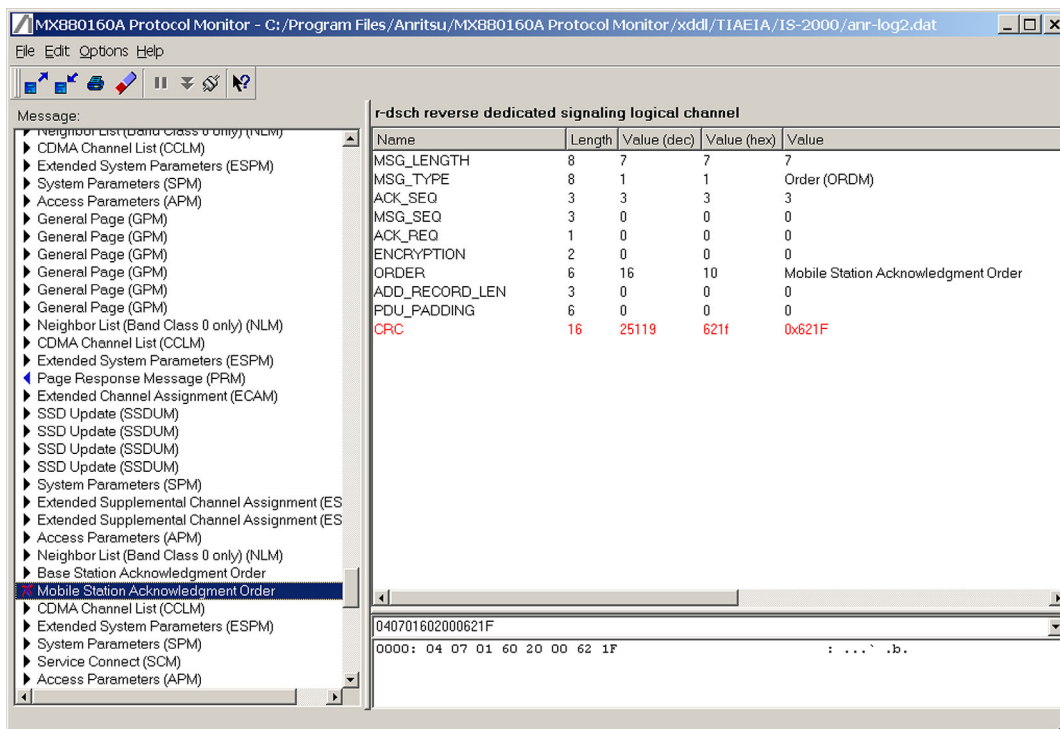 MX880160A Protocol Monitor - C:/Program Files/Anritsu/MX880160A Protocol Monitor/xddl/TIAEIA/IS-2000/anr-log2.dat
File Edit Options Help
Message:
Neighbor List (Band Class 0 only) (NLM)
CDMA Channel List (CCLM)
Extended System Parameters (ESPM)
System Parameters (SPM)
Access Parameters (APM)
General Page (GPM)
General Page (GPM)
General Page (GPM)
General Page (GPM)
General Page (GPM)
General Page (GPM)
Neighbor List (Band Class 0 only) (NLM)
CDMA Channel List (CCLM)
Extended System Parameters (ESPM)
Page Response Message (PRM)
Extended Channel Assignment (ECAM)
SSD Update (SSDUM)
SSD Update (SSDUM)
SSD Update (SSDUM)
SSD Update (SSDUM)
System Parameters (SPM)
Extended Supplemental Channel Assignment (ES
Extended Supplemental Channel Assignment (ES
Access Parameters (APM)
Neighbor List (Band Class 0 only) (NLM)
Base Station Acknowledgment Order
Mobile Station Acknowledgment Order
CDMA Channel List (CCLM)
Extended System Parameters (ESPM)
System Parameters (SPM)
Service Connect (SCM)
Access Parameters (APM)
r-dsch reverse dedicated signaling logical channel
Name Length Value (dec) Value (hex) Value
MSG_LENGTH 8 7 7 7
MSG_TYPE 8 1 1 Order (ORDM)
ACK_SEQ 3 3 3 3
MSG_SEQ 3 0 0 0
ACK_REQ 1 0 0 0
ENCRYPTION 2 0 0 0
ORDER 6 16 10 Mobile Station Acknowledgment Order
ADD_RECORD_LEN 3 0 0 0
PDU_PADDING 6 0 0 0
CRC 16 25119 621f 0x621F
040701602000621F
0000: 04 07 01 60 20 00 62 1F : ...` .b.